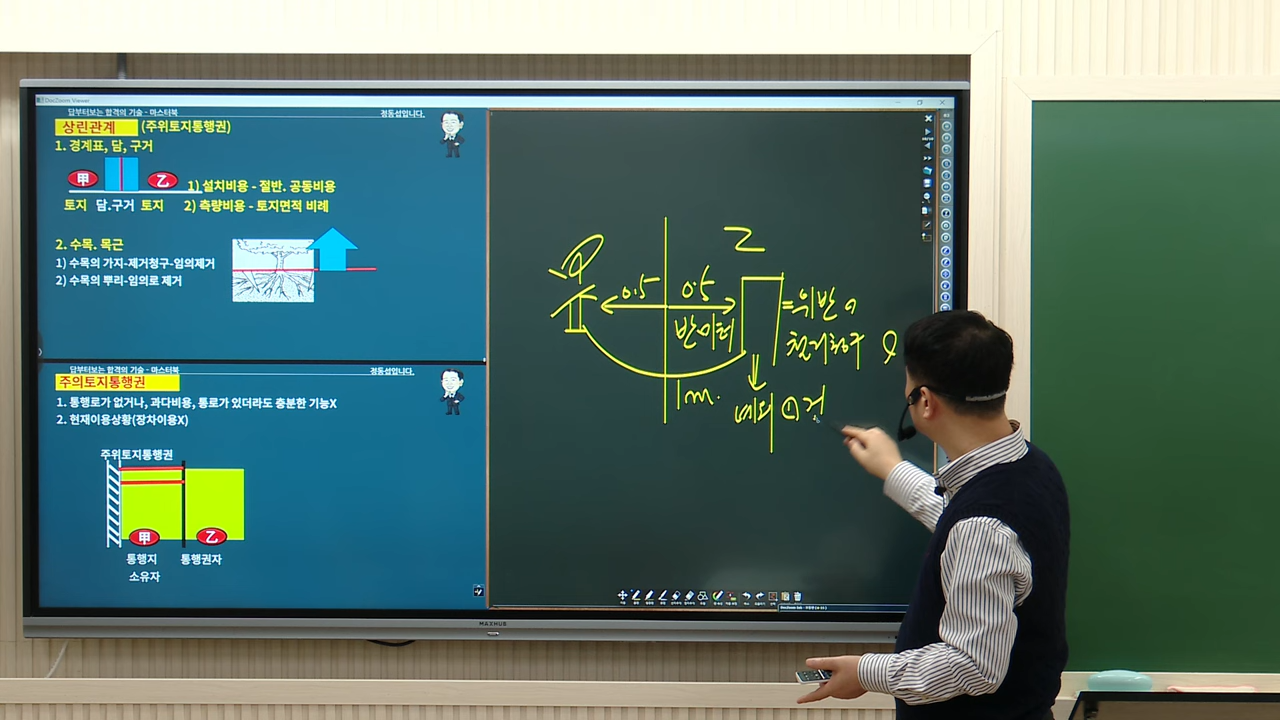 DocZoom Viewer
답부터보는 합격의 기술 - 마스터북
정동섭입니다.
상린관계 (주위토지통행권)
1. 경계표, 담, 구거
甲 乙
토지 담.구거 토지
1) 설치비용 - 절반. 공동비용
2) 측량비용 - 토지면적 비례
2. 수목. 목근
1) 수목의 가지-제거청구-임의제거
2) 수목의 뿌리-임의로 제거
답부터보는 합격의 기술 - 마스터북
정동섭입니다.
주의토지통행권
1. 통행로가 없거나, 과다비용, 통로가 있더라도 충분한 기능X
2. 현재이용상황(장차이용X)
주위토지통행권
甲 乙
통행지 통행권자
소유자
乙
0.5 0.5
=위반
1m.
예외 ①
MAXHUB